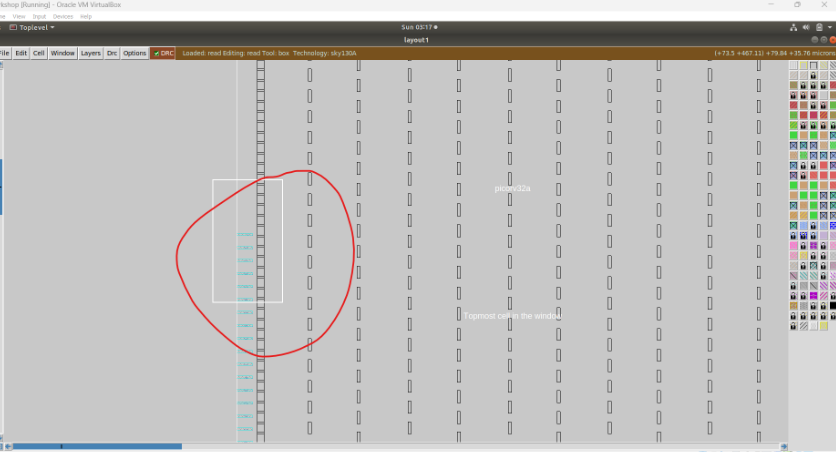 kshop [Running] - Oracle VM VirtualBox
View Input Devices Help
Toplevel
Sun 03:17
layout1
File Edit Cell Window Layers Drc Options DRC Loaded: read Editing: read Tool: box Technology: sky130A (+73.5 +467.11) +79.84 +35.76 microns
picorv32a
Topmost cell in the window